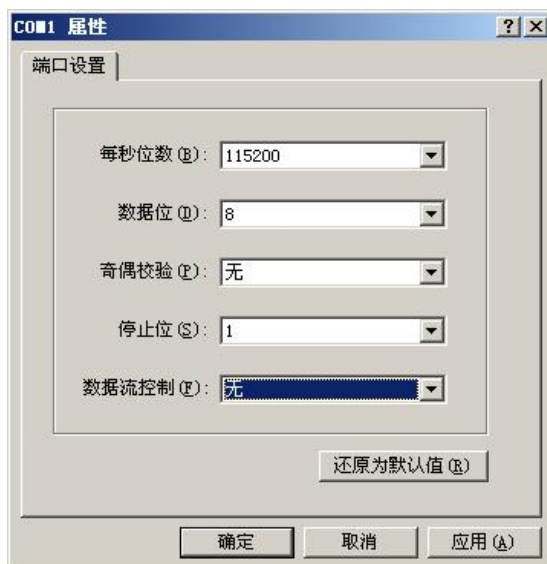 COM1 属性
端口设置
每秒位数(B): 115200
数据位(D): 8
奇偶校验(P): 无
停止位(S): 1
数据流控制(F): 无
还原为默认值(R)
确定 取消 应用(A)